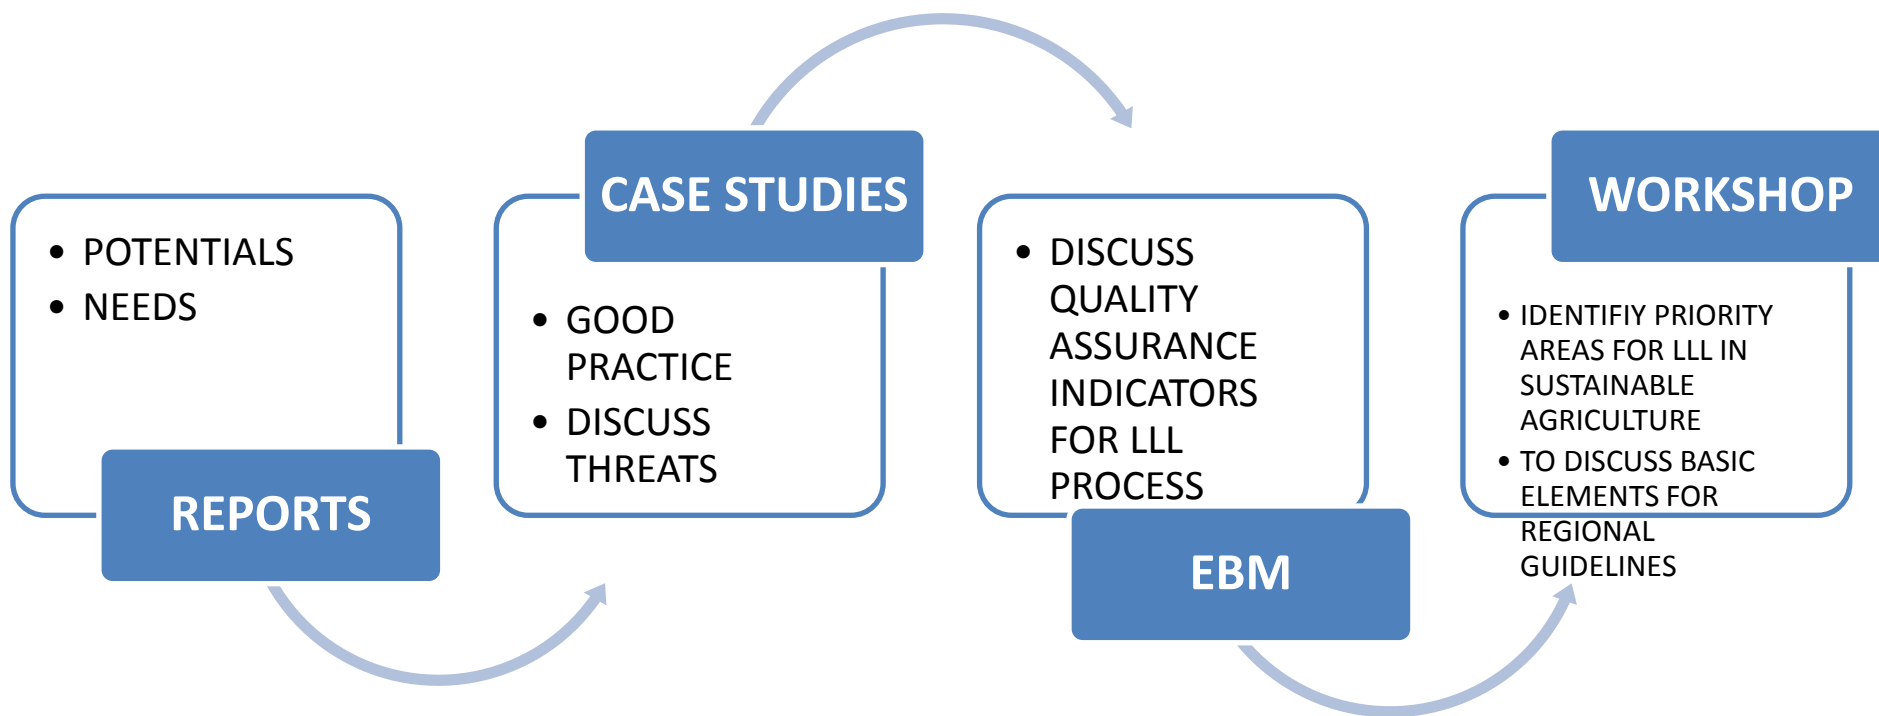 • POTENTIALS
• NEEDS
REPORTS
CASE STUDIES
• GOOD
PRACTICE
• DISCUSS
THREATS
• DISCUSS
QUALITY
ASSURANCE
INDICATORS
FOR LLL
PROCESS
EBM
WORKSHOP
• IDENTIFIY PRIORITY
AREAS FOR LLL IN
SUSTAINABLE
AGRICULTURE
• TO DISCUSS BASIC
ELEMENTS FOR
REGIONAL
GUIDELINES